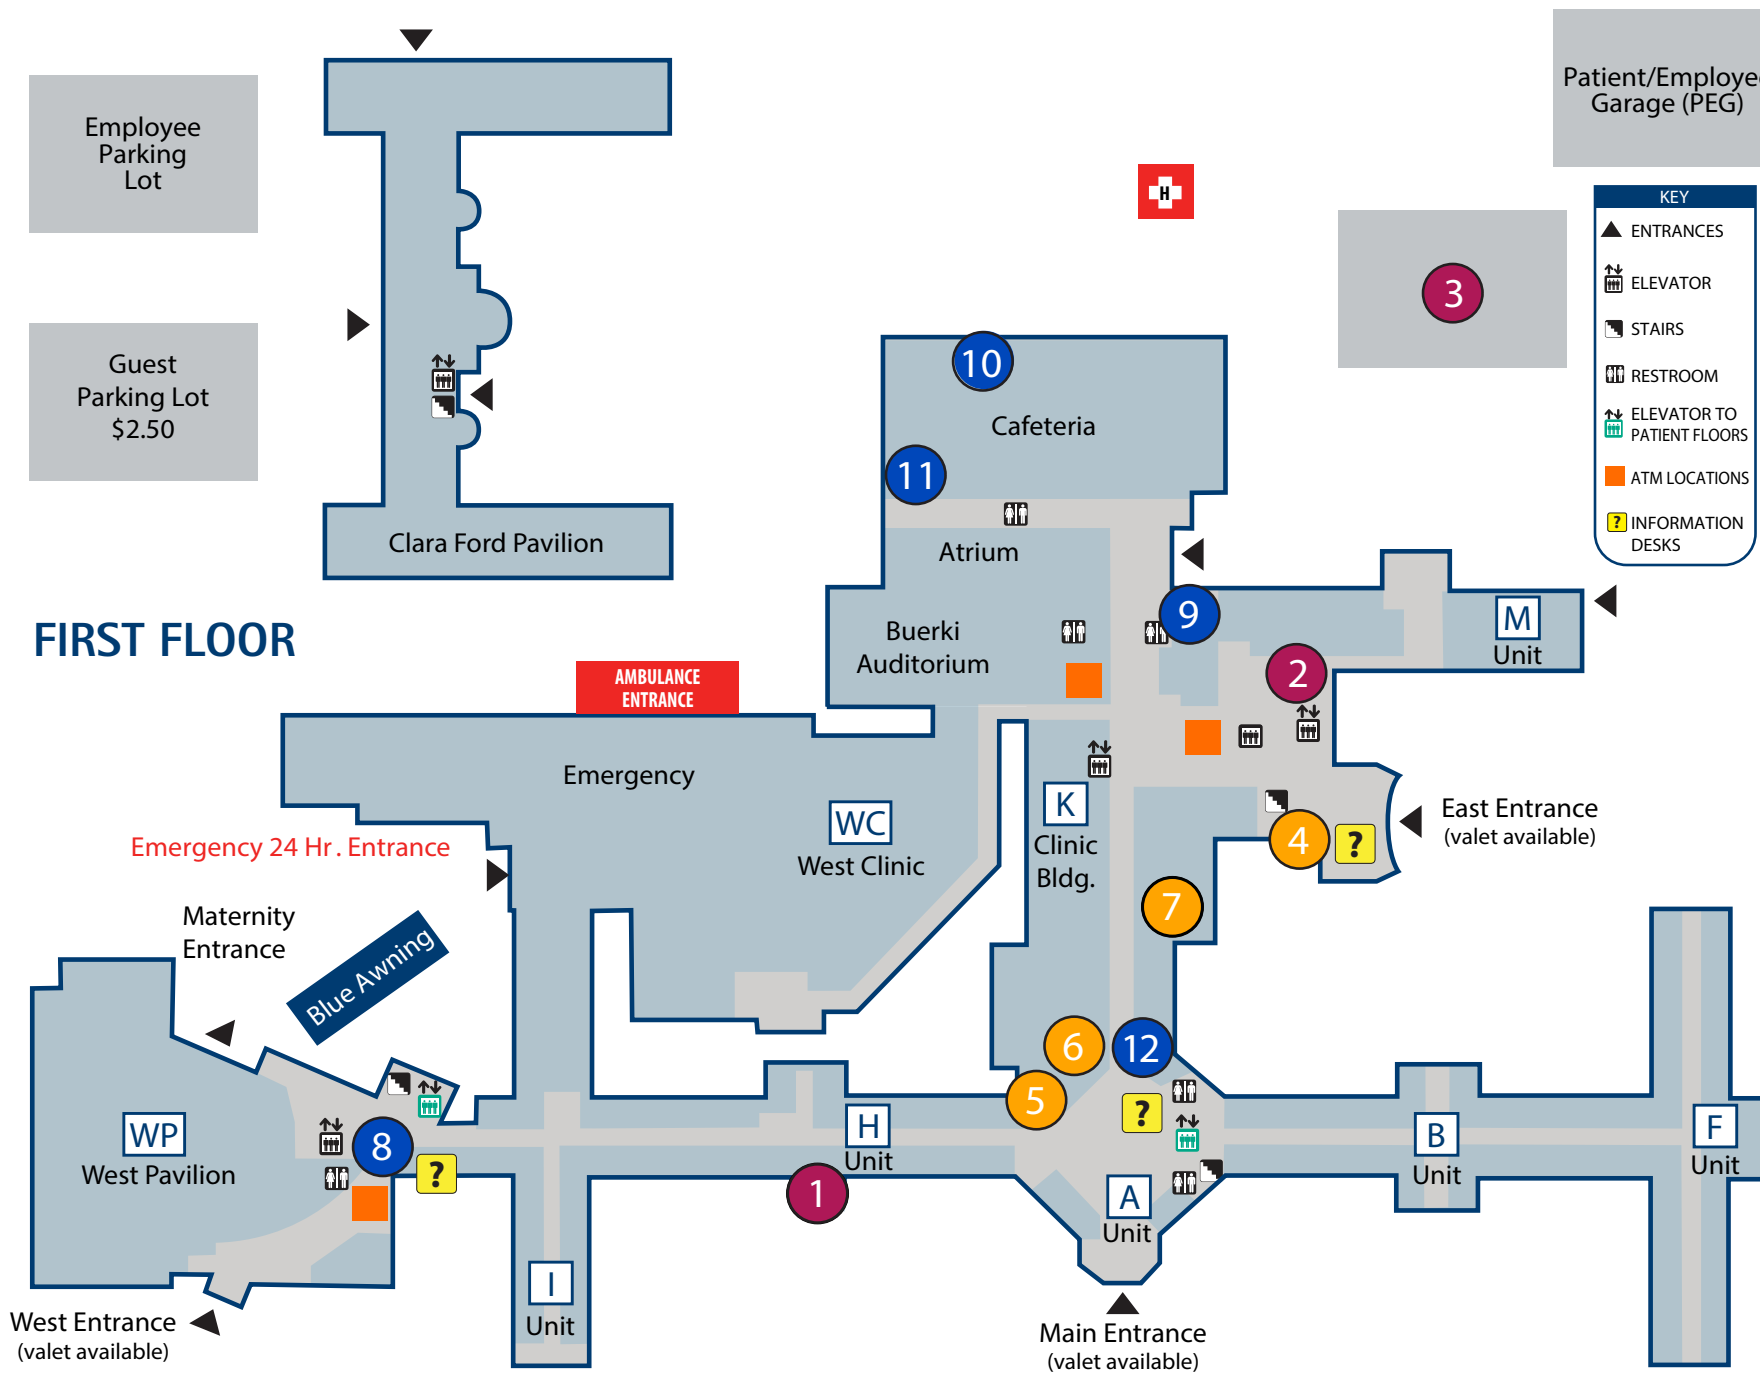 Patient/Employee
Garage (PEG)
Employee
Parking
Lot
H
KEY
ENTRANCES
ELEVATOR
STAIRS
RESTROOM
ELEVATOR TO
PATIENT FLOORS
ATM LOCATIONS
? INFORMATION
DESKS
3
Guest
Parking Lot
$2.50
10
Cafeteria
11
Clara Ford Pavilion
Atrium
FIRST FLOOR
9
M
Unit
Buerki
Auditorium
2
AMBULANCE
ENTRANCE
Emergency
K
Clinic
Bldg.
WC
West Clinic
East Entrance
(valet available)
4
?
Emergency 24 Hr. Entrance
7
Maternity
Entrance
Blue Awning
6
12
5
?
WP
West Pavilion
8
?
H
Unit
1
A
Unit
B
Unit
F
Unit
I
Unit
West Entrance
(valet available)
Main Entrance
(valet available)